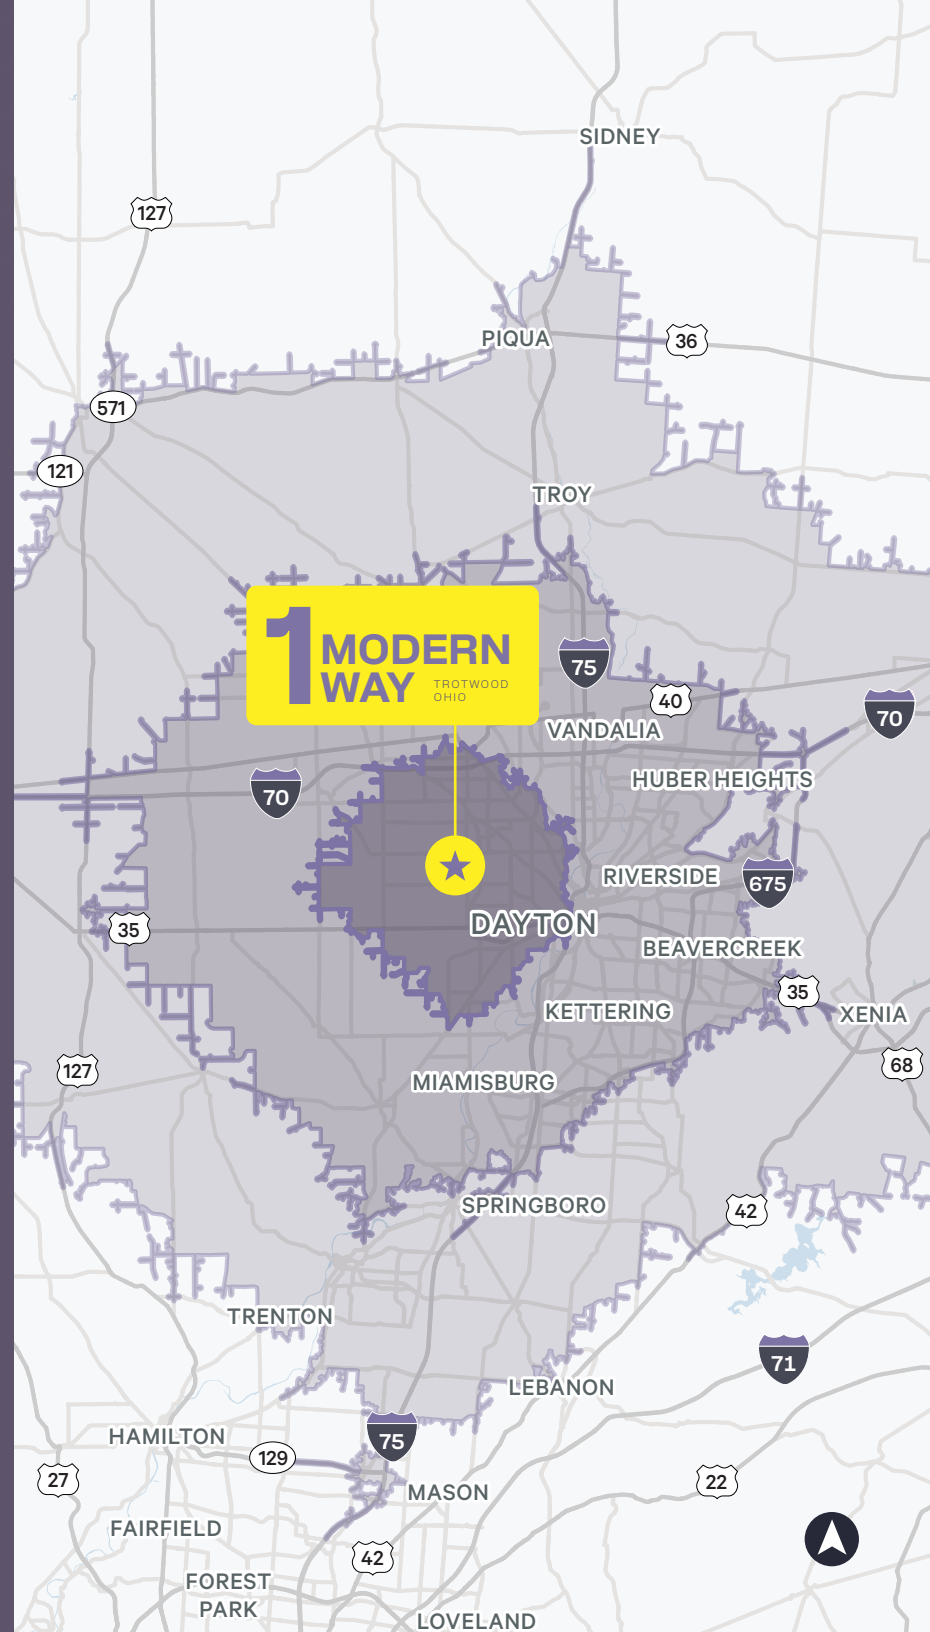 SIDNEY
127
PIQUA
36
571
121
TROY
1 MODERN
WAY
TROTWOOD
OHIO
75
40
70
VANDALIA
HUBER HEIGHTS
70
RIVERSIDE
675
DAYTON
35
BEAVERCREEK
35
KETTERING
XENIA
127
68
MIAMISBURG
SPRINGBORO
42
TRENTON
71
LEBANON
HAMILTON
75
129
27
22
MASON
FAIRFIELD
42
FOREST
PARK
LOVELAND